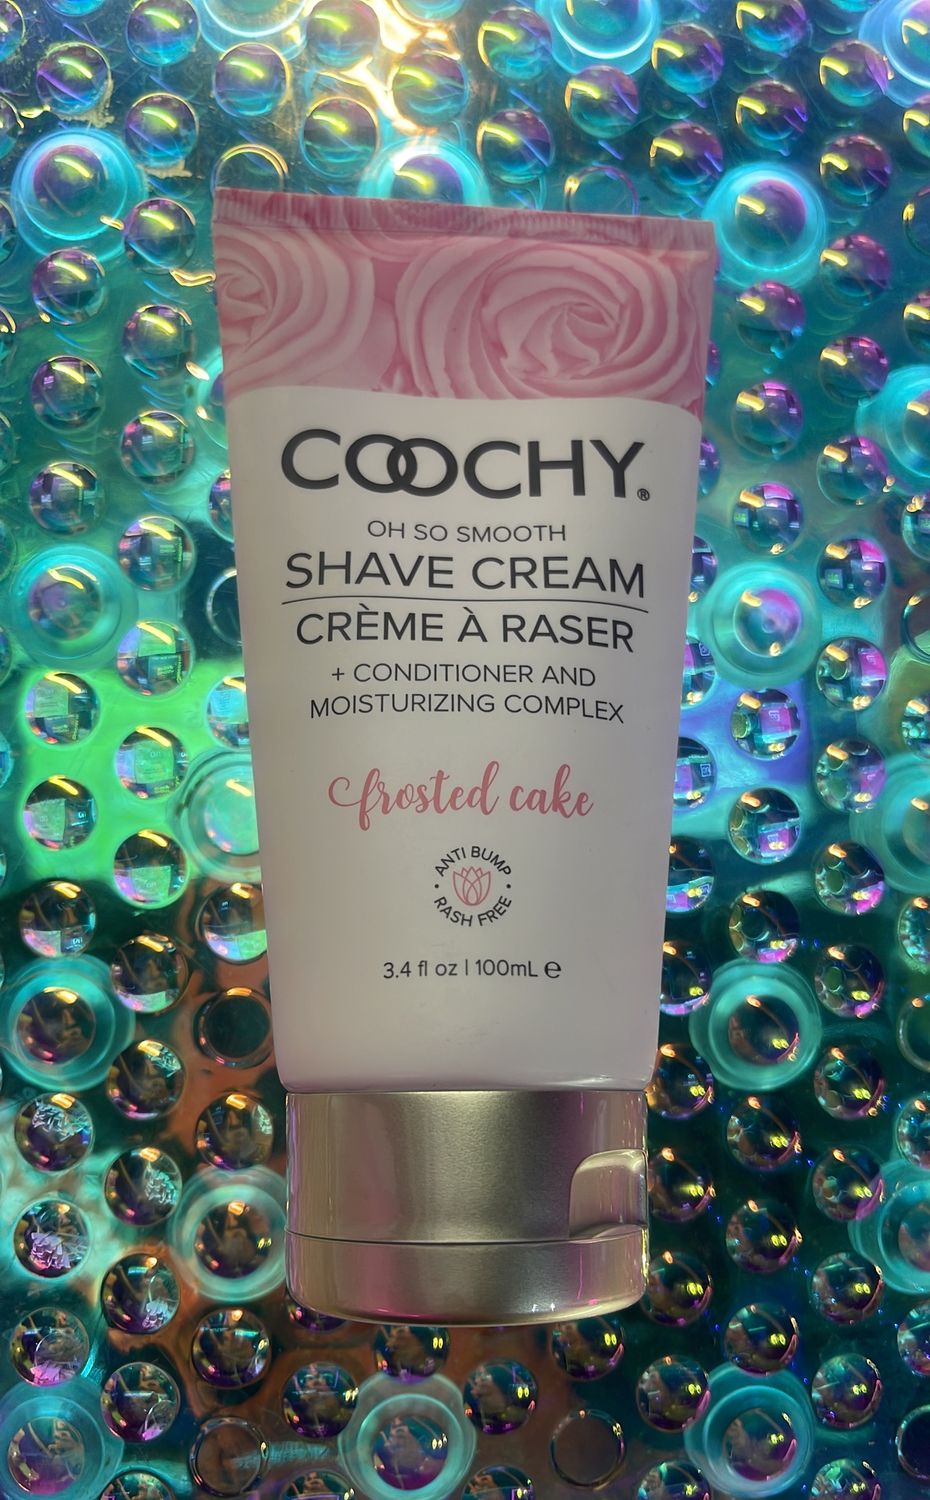 COOCHY®
OH SO SMOOTH
SHAVE CREAM
CRÈME À RASER
+ CONDITIONER AND
MOISTURIZING COMPLEX
frosted cake
ANTI BUMP
• RASH FREE •
3.4 fl oz | 100mL ℮